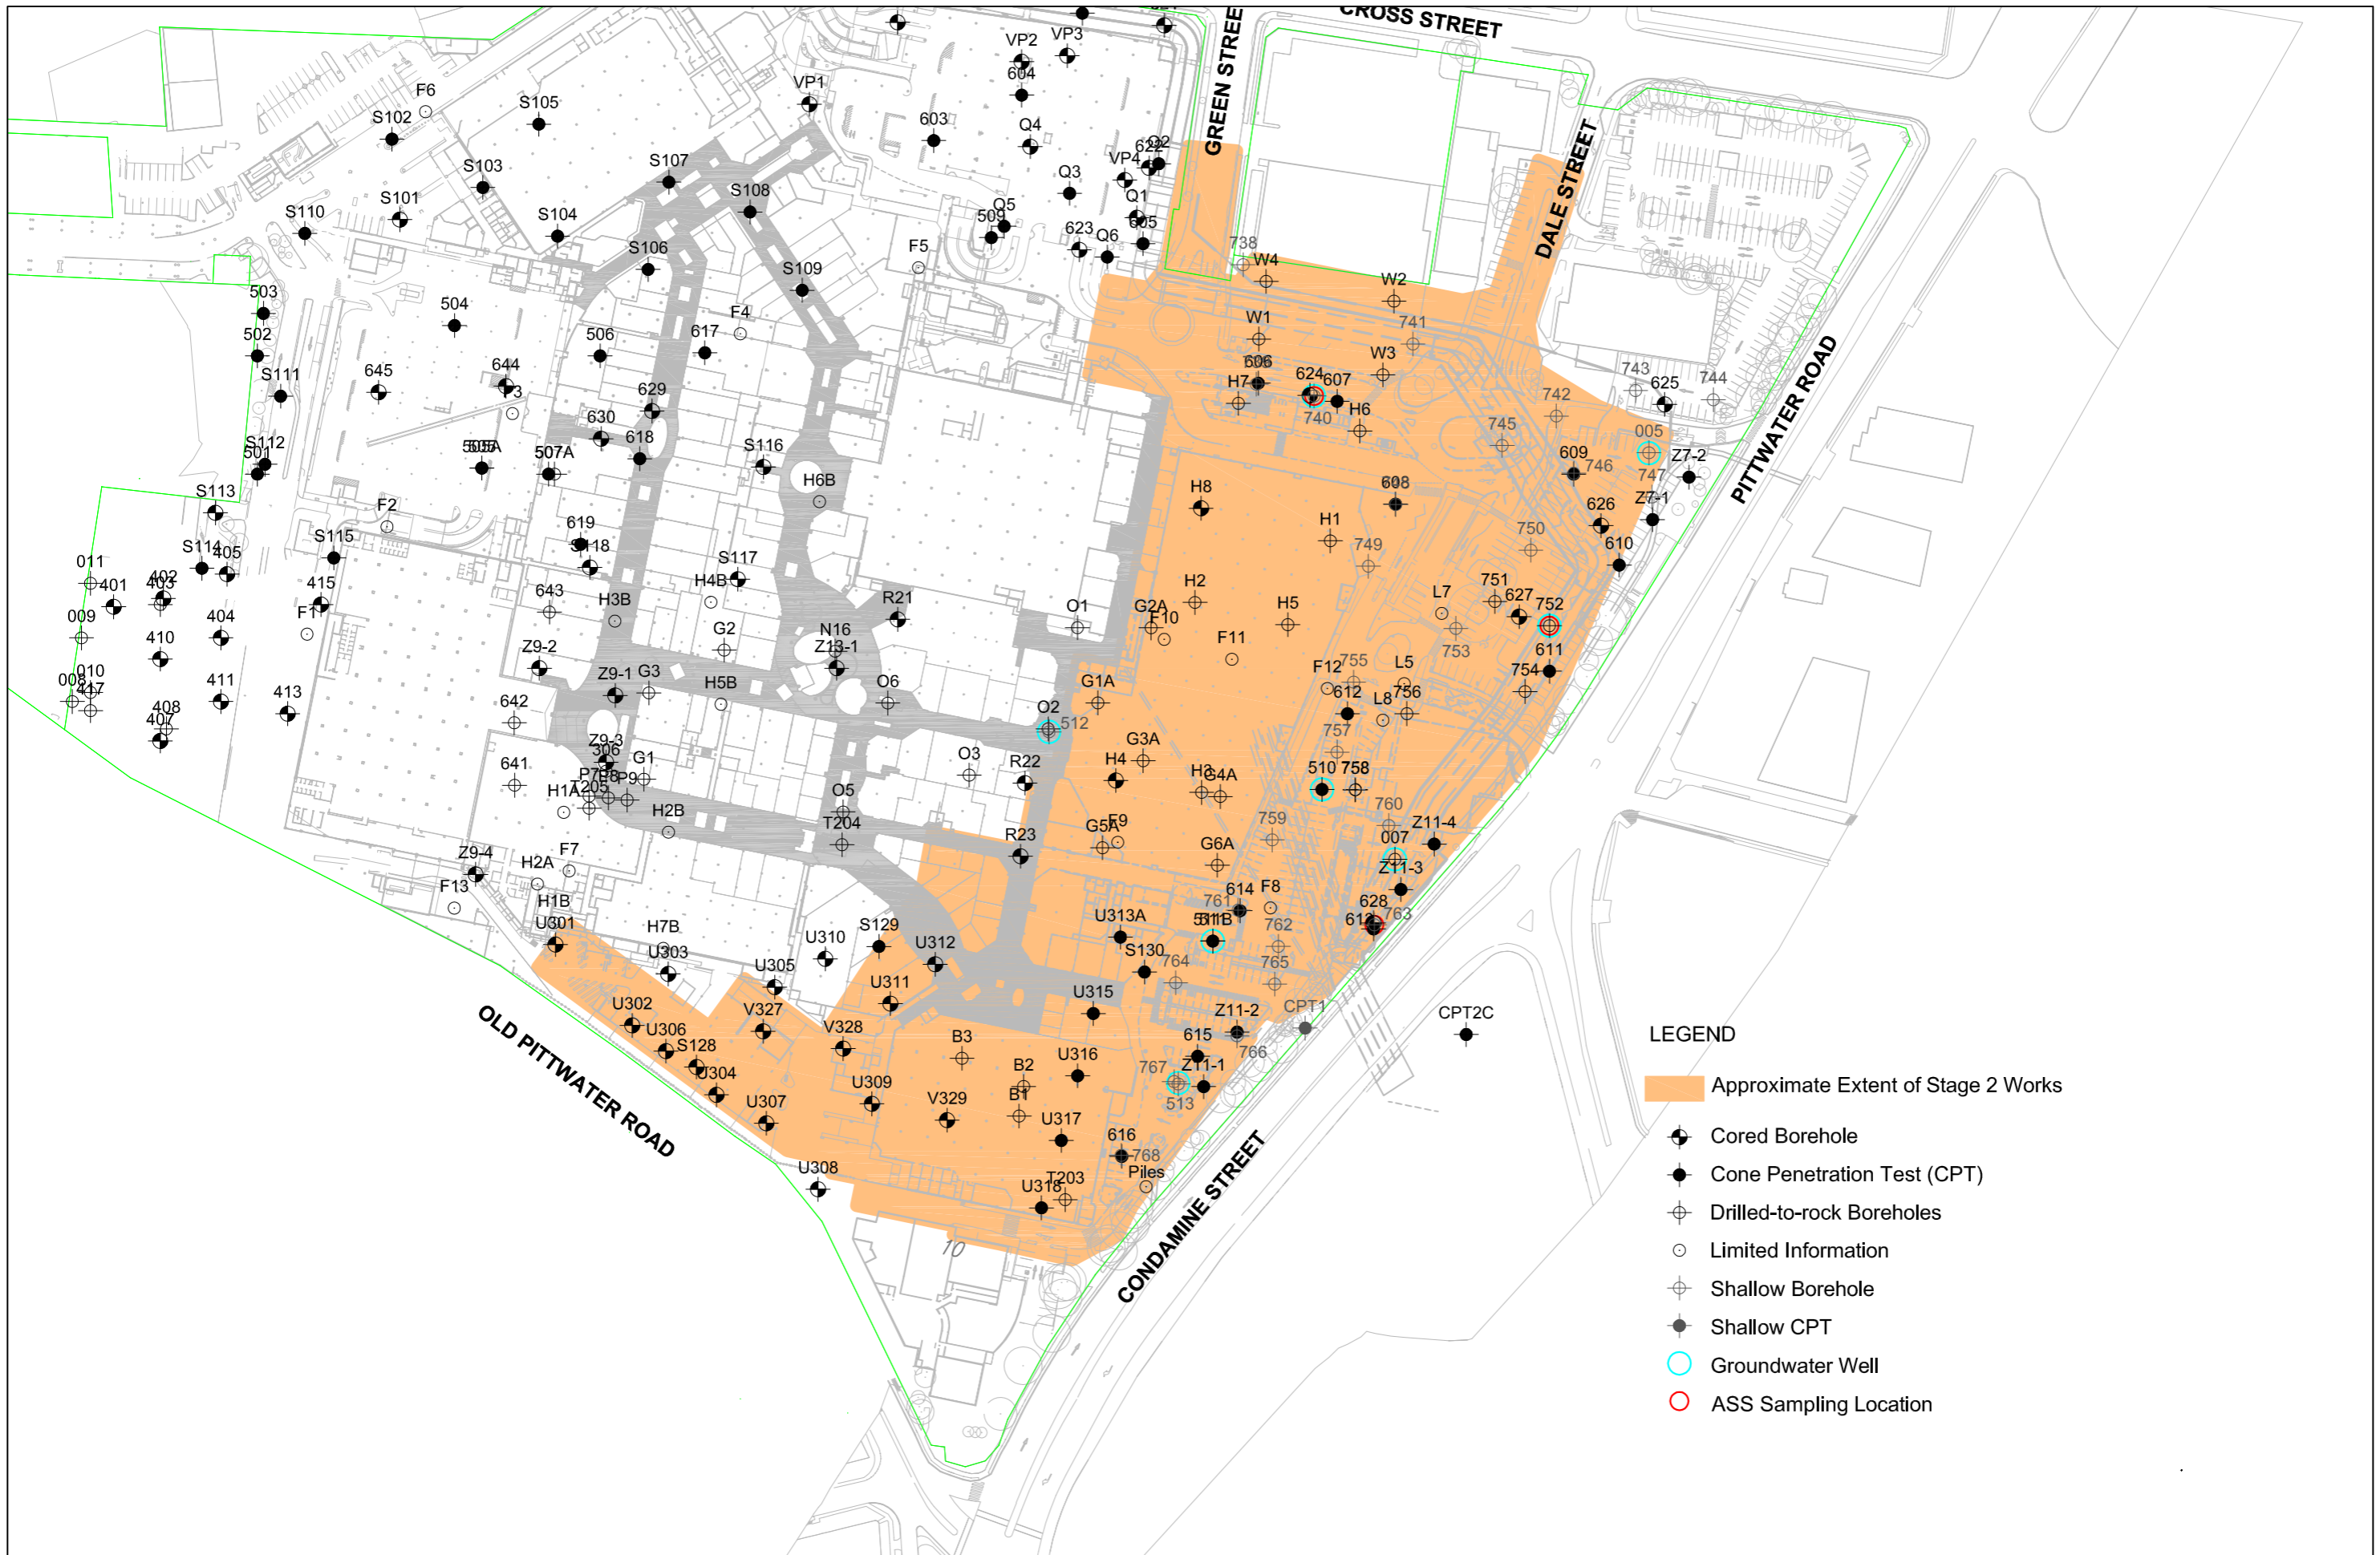 CROSS STREET
GREEN STREET
DALE STREET
PITTWATER ROAD
OLD PITTWATER ROAD
CONDAMINE STREET
VP2
VP3
604
VP1
F6
S102
S105
603
Q4
Q2
622
VP4
S103
S107
Q3
S101
S108
Q1
S110
S104
Q5
509
605
623
Q6
S106
F5
738
W4
S109
W2
503
504
F4
W1
741
502
506
617
W3
606
S111
645
644
624
607
743
625
744
F3
629
H7
740
H6
742
630
745
005
S112
501
505A
507A
618
S116
609
746
747
Z7-2
H6B
H8
608
Z7-1
S113
F2
626
H1
750
619
S114
405
S115
S118
S117
749
610
011
401
402
403
415
H4B
H2
751
643
H3B
R21
O1
G2A
F10
H5
L7
627
752
009
404
F1
G2
N16
F11
753
410
Z9-2
Z13-1
611
Z9-1
G3
F12
755
L5
754
008
010
417
411
413
H5B
O6
G1A
612
L8
756
408
407
642
O2
512
757
Z9-3
306
G3A
641
P7
P8
P9
G1
O3
R22
H4
H3
G4A
510
758
T205
H1A
O5
760
H2B
T204
G5A
F9
759
007
Z11-4
R23
G6A
Z9-4
H2A
F7
Z11-3
F13
H1B
761
614
F8
628
763
U301
H7B
S129
U313A
511B
613
U303
U310
U312
762
U305
S130
764
765
U311
U302
V327
U315
Z11-2
CPT1
CPT2C
U306
V328
766
S128
B3
615
U304
B2
U316
767
Z11-1
U309
B1
513
U307
V329
U317
616
768
Piles
U308
T203
U318
10
LEGEND
Approximate Extent of Stage 2 Works
Cored Borehole
Cone Penetration Test (CPT)
Drilled-to-rock Boreholes
Limited Information
Shallow Borehole
Shallow CPT
Groundwater Well
ASS Sampling Location